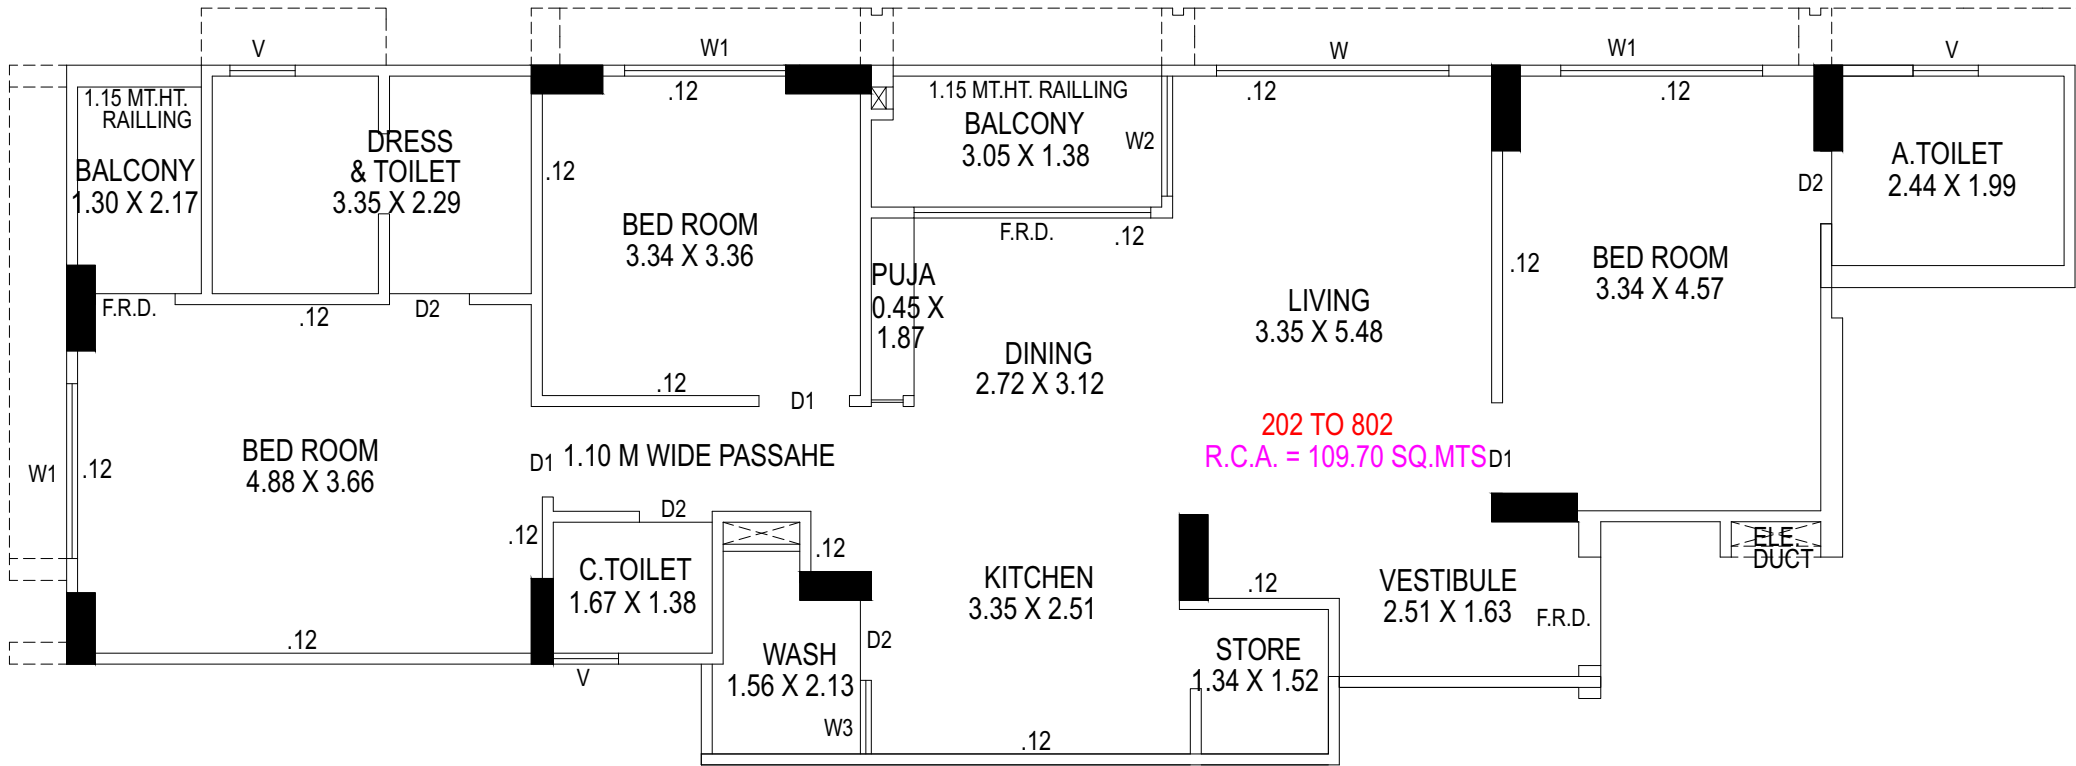 V
W1
W
W1
V
1.15 MT.HT.
RAILLING
BALCONY
1.30 X 2.17
DRESS
& TOILET
3.35 X 2.29
.12
.12
BED ROOM
3.34 X 3.36
.12
D1
1.15 MT.HT. RAILLING
BALCONY
3.05 X 1.38
W2
F.R.D.
.12
.12
PUJA
0.45 X
1.87
DINING
2.72 X 3.12
LIVING
3.35 X 5.48
.12
.12
BED ROOM
3.34 X 4.57
D2
A.TOILET
2.44 X 1.99
F.R.D.
.12
D2
W1
.12
BED ROOM
4.88 X 3.66
D1
1.10 M WIDE PASSAHE
202 TO 802
R.C.A. = 109.70 SQ.MTS
D1
.12
D2
.12
C.TOILET
1.67 X 1.38
V
.12
WASH
1.56 X 2.13
W3
D2
KITCHEN
3.35 X 2.51
.12
.12
STORE
1.34 X 1.52
VESTIBULE
2.51 X 1.63
F.R.D.
ELE.
DUCT